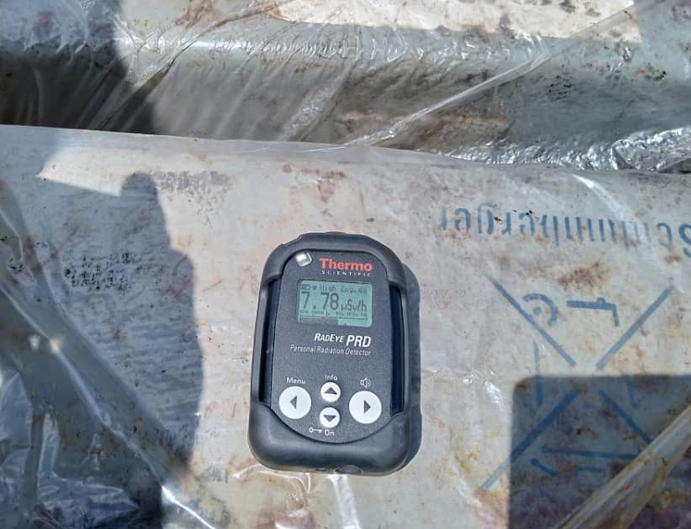 Schlumberger
Thermo
SCIENTIFIC
7.78 µSv/h
RADEYE PRD
Personal Radiation Detector
Info
Menu
On